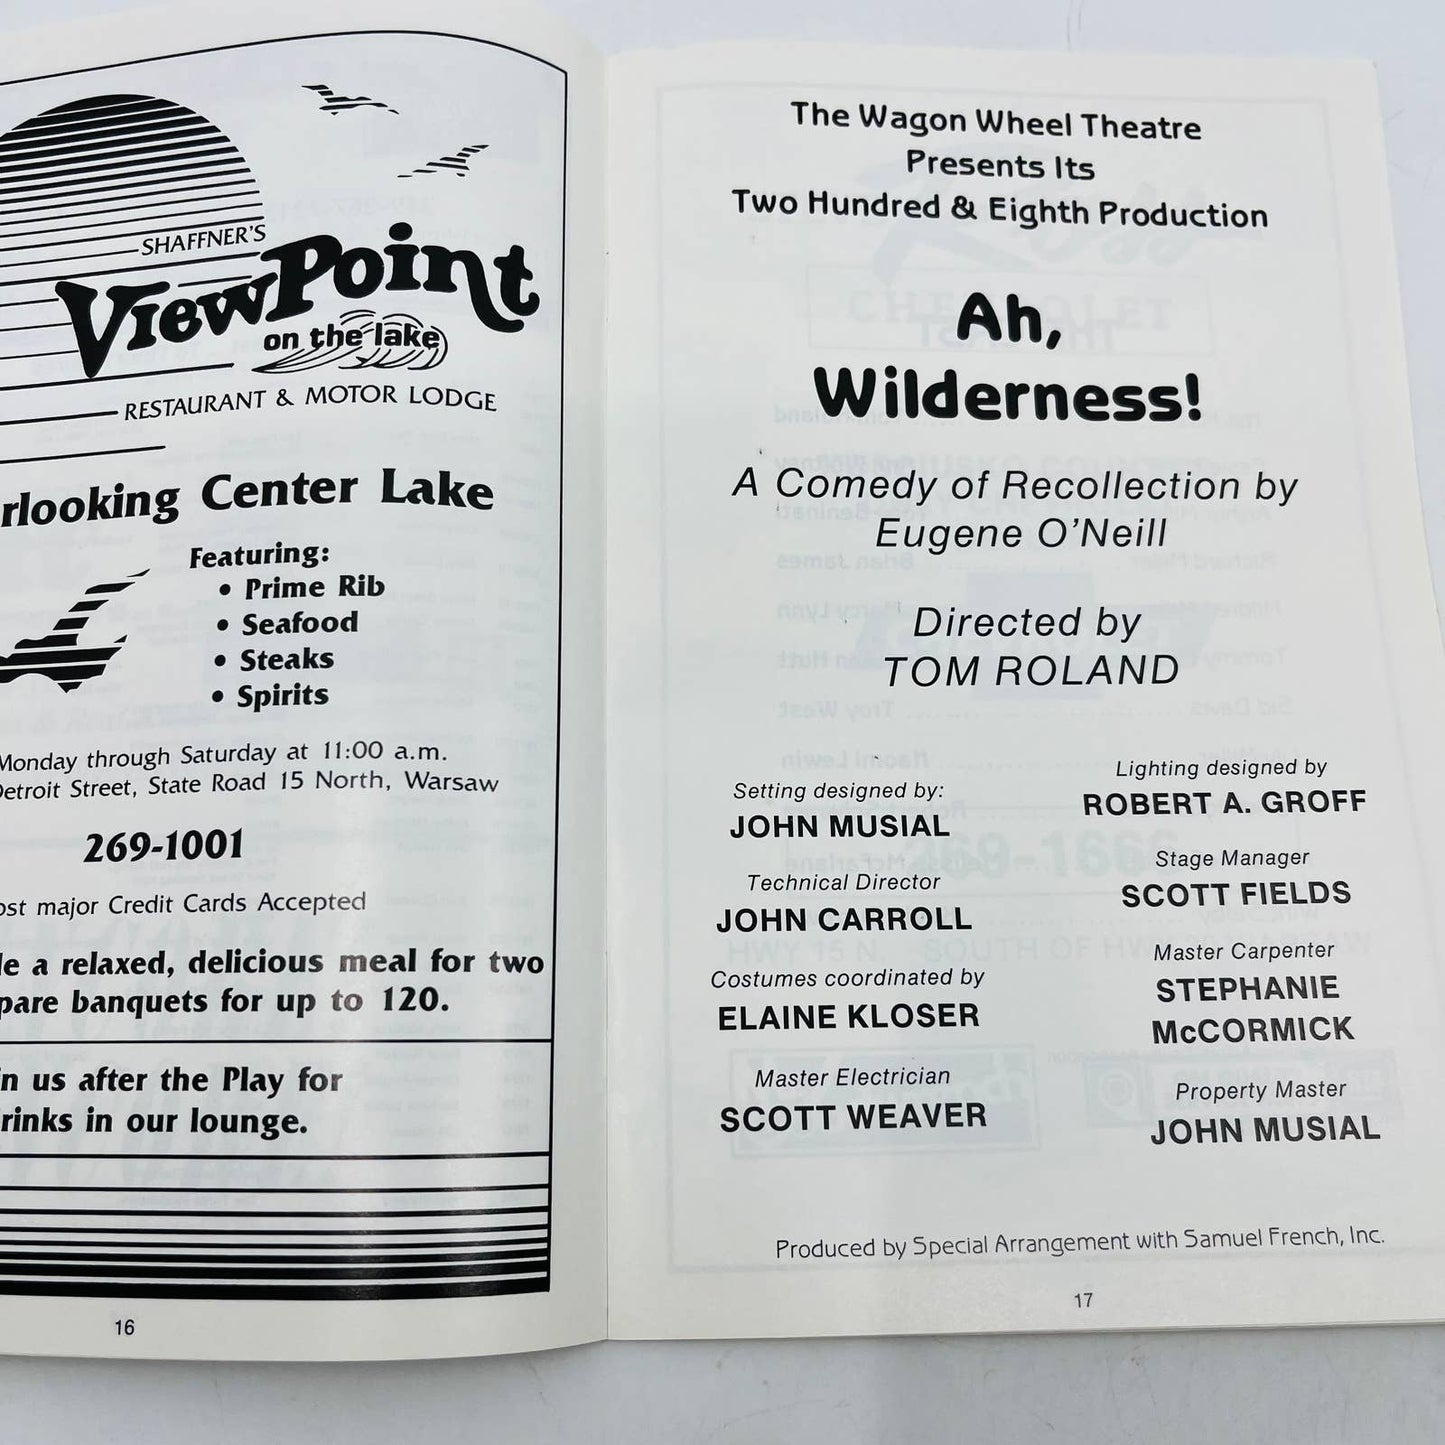 SHAFFNER'S
VIEWPOINT
on the lake
RESTAURANT & MOTOR LODGE
rlooking Center Lake
Featuring:
• Prime Rib
• Seafood
• Steaks
• Spirits
Monday through Saturday at 11:00 a.m.
Detroit Street, State Road 15 North, Warsaw
269-1001
ost major Credit Cards Accepted
a relaxed, delicious meal for two
pare banquets for up to 120.
n us after the Play for
rinks in our lounge.
16
The Wagon Wheel Theatre
Presents Its
Two Hundred & Eighth Production
Ah,
Wilderness!
A Comedy of Recollection by
Eugene O'Neill
Directed by
TOM ROLAND
Setting designed by:
JOHN MUSIAL
Technical Director
JOHN CARROLL
Costumes coordinated by
ELAINE KLOSER
Master Electrician
SCOTT WEAVER
Lighting designed by
ROBERT A. GROFF
Stage Manager
SCOTT FIELDS
Master Carpenter
STEPHANIE
McCORMICK
Property Master
JOHN MUSIAL
Produced by Special Arrangement with Samuel French, Inc.
17